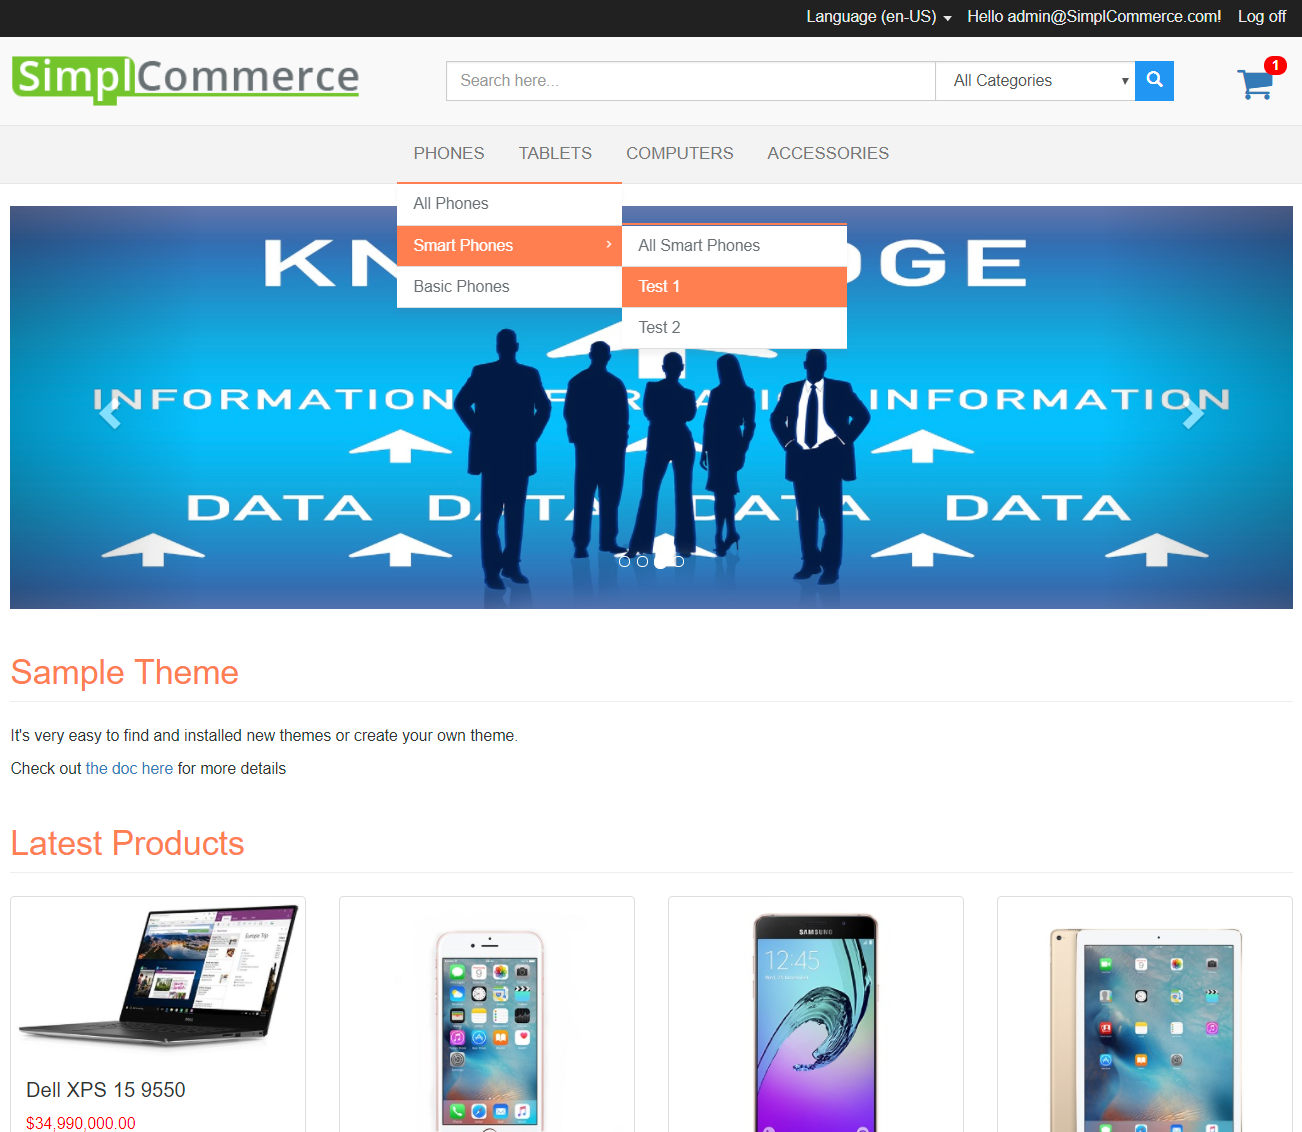 Language (en-US) Hello admin@SimplCommerce.com! Log off
SimplCommerce
Search here...
All Categories
1
PHONES TABLETS COMPUTERS ACCESSORIES
All Phones
Smart Phones
Basic Phones
All Smart Phones
Test 1
Test 2
INFORMATION INFORMATION
DATA DATA DATA DATA
Sample Theme
It's very easy to find and installed new themes or create your own theme.
Check out the doc here for more details
Latest Products
SAMSUNG
12:45
Dell XPS 15 9550
$34,990,000.00